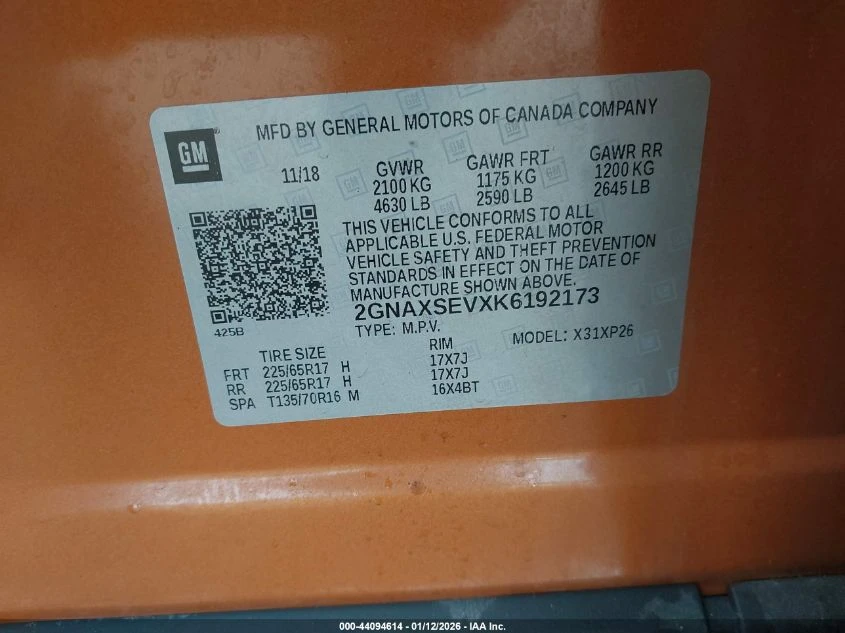 GM
MFD BY GENERAL MOTORS OF CANADA COMPANY
11/18
GVWR GAWR FRT GAWR RR
2100 KG 1175 KG 1200 KG
4630 LB 2590 LB 2645 LB
THIS VEHICLE CONFORMS TO ALL
APPLICABLE U.S. FEDERAL MOTOR
VEHICLE SAFETY AND THEFT PREVENTION
STANDARDS IN EFFECT ON THE DATE OF
MANUFACTURE SHOWN ABOVE.
2GNAXSEVXK6192173
425B
TYPE: M.P.V. MODEL: X31XP26
TIRE SIZE RIM
FRT 225/65R17 H 17X7J
RR 225/65R17 H 17X7J
SPA T135/70R16 M 16X4BT
000-44094614 - 01/12/2026 - IAA Inc.